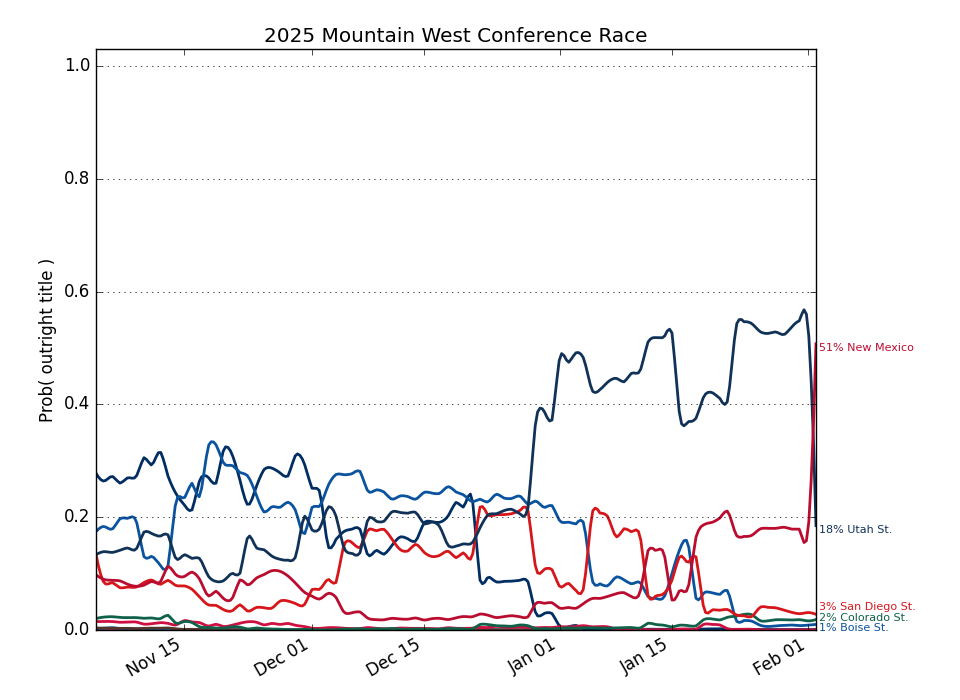 2025 Mountain West Conference Race
1.0
0.8
0.6
0.4
0.2
0.0
Prob( outright title )
51% New Mexico
18% Utah St.
3% San Diego St.
2% Colorado St.
1% Boise St.
Nov 15
Dec 01
Dec 15
Jan 01
Jan 15
Feb 01